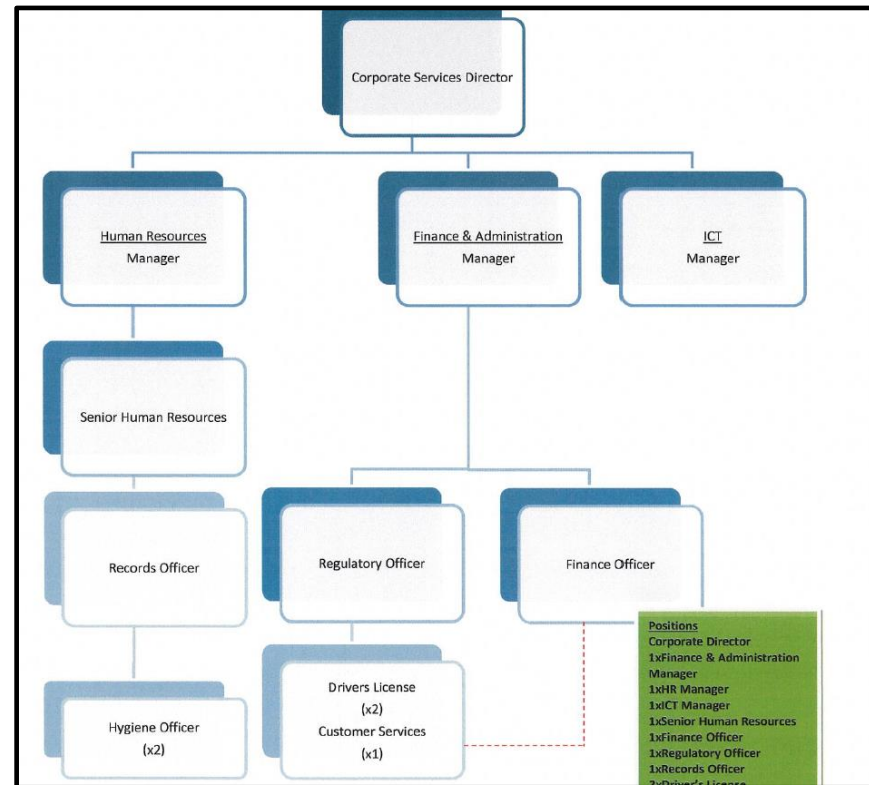 Corporate Services Director
Human Resources
Manager
Finance & Administration
Manager
ICT
Manager
Senior Human Resources
Records Officer
Regulatory Officer
Finance Officer
Hygiene Officer
(x2)
Drivers License
(x2)
Customer Services
(x1)
Positions
Corporate Director
1xFinance & Administration
Manager
1xHR Manager
1xICT Manager
1xSenior Human Resources
1xFinance Officer
1xRegulatory Officer
1xRecords Officer